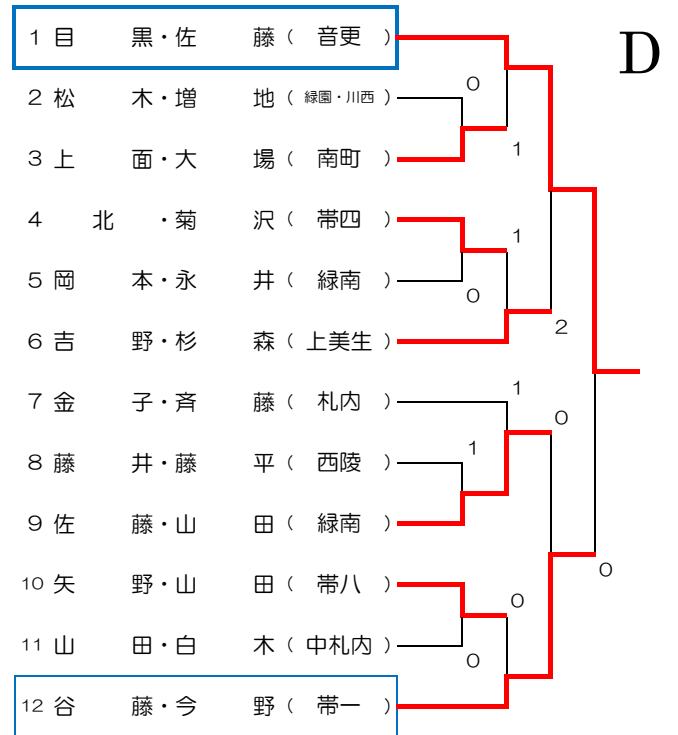 D
1 目 黒・佐 藤 ( 音更 )
0
2 松 木・増 地 ( 緑園・川西 )
1
3 上 面・大 場 ( 南町 )
4 北 ・菊 沢 ( 帯四 )
1
5 岡 本・永 井 ( 緑南 )
0
2
6 吉 野・杉 森 ( 上美生 )
7 金 子・斉 藤 ( 札内 )
1
0
8 藤 井・藤 平 ( 西陵 )
1
9 佐 藤・山 田 ( 緑南 )
0
10 矢 野・山 田 ( 帯八 )
0
11 山 田・白 木 ( 中札内 )
0
12 谷 藤・今 野 ( 帯一 )